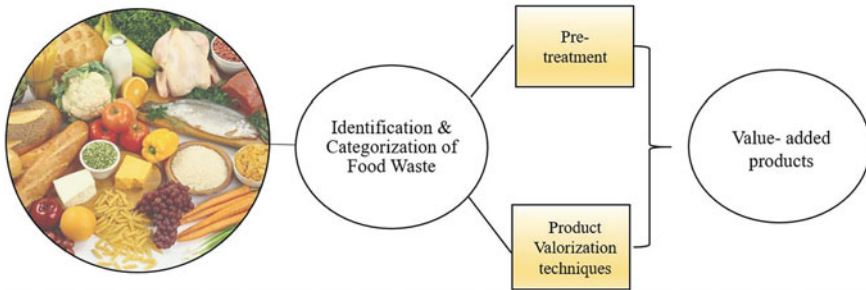 Identification &
Categorization of
Food Waste
Pre-
treatment
Product
Valorization
techniques
Value- added
products